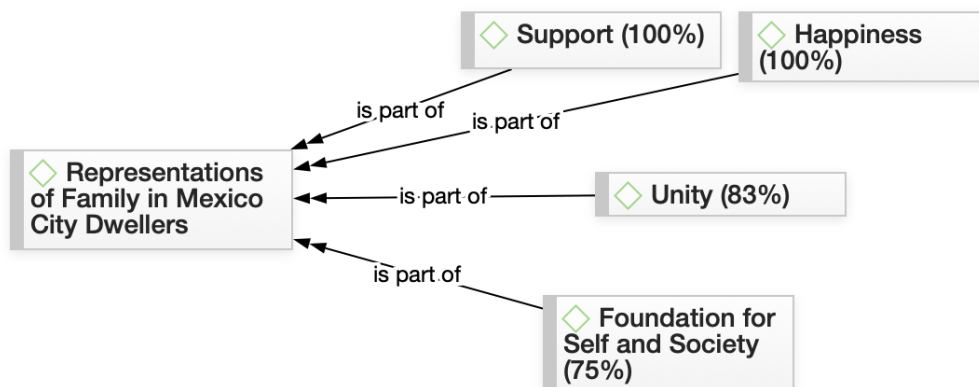 Support (100%)
Happiness
(100%)
is part of
is part of
Representations
of Family in Mexico
City Dwellers
is part of
Unity (83%)
is part of
Foundation for
Self and Society
(75%)